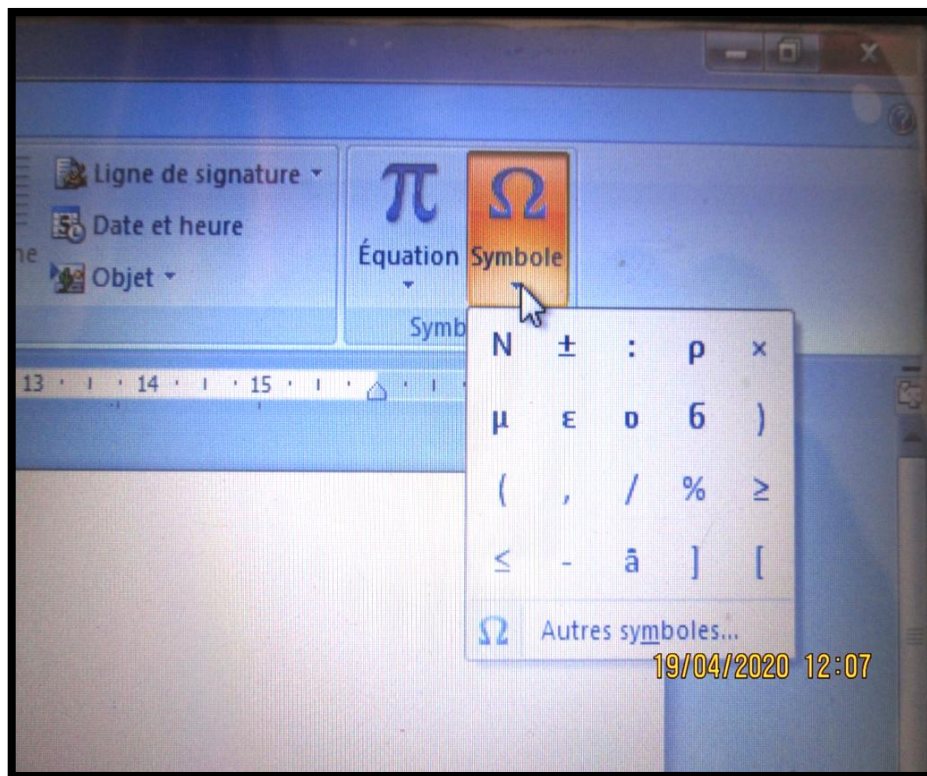 Ligne de signature
Date et heure
Objet
ne
π
Équation
Ω
Symbole
Symb
13 · ı · 14 · ı · 15 · ı ·
N ± : ρ ×
μ ε ᴅ б )
( , / % ≥
≤ - â ] [
Ω Autres symboles...
19/04/2020 12:07